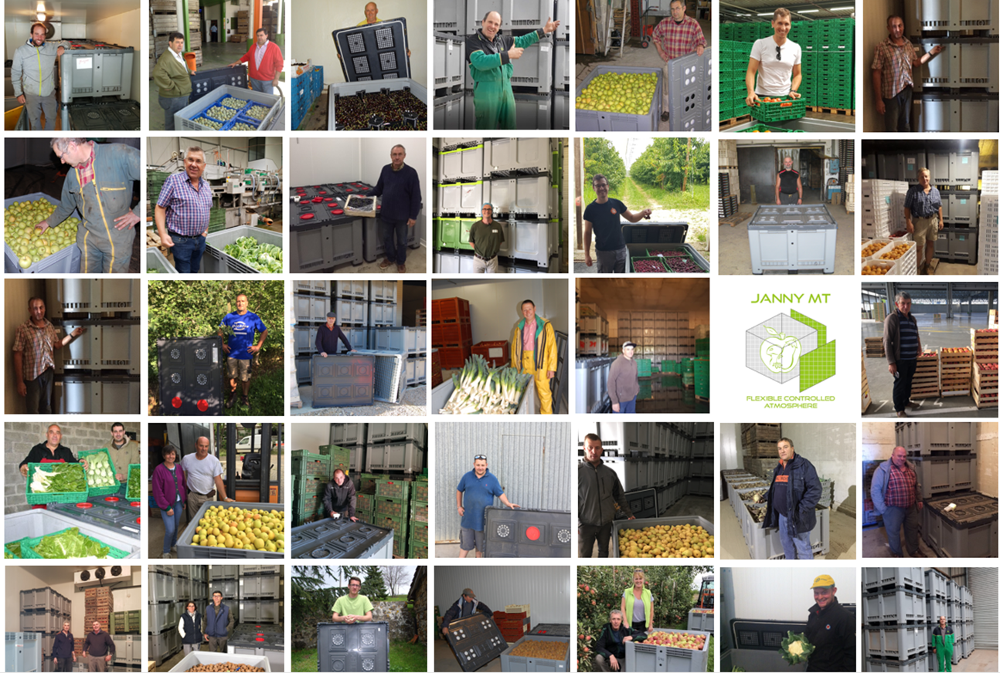 JANNY MT
FLEXIBLE CONTROLLED
ATMOSPHERE